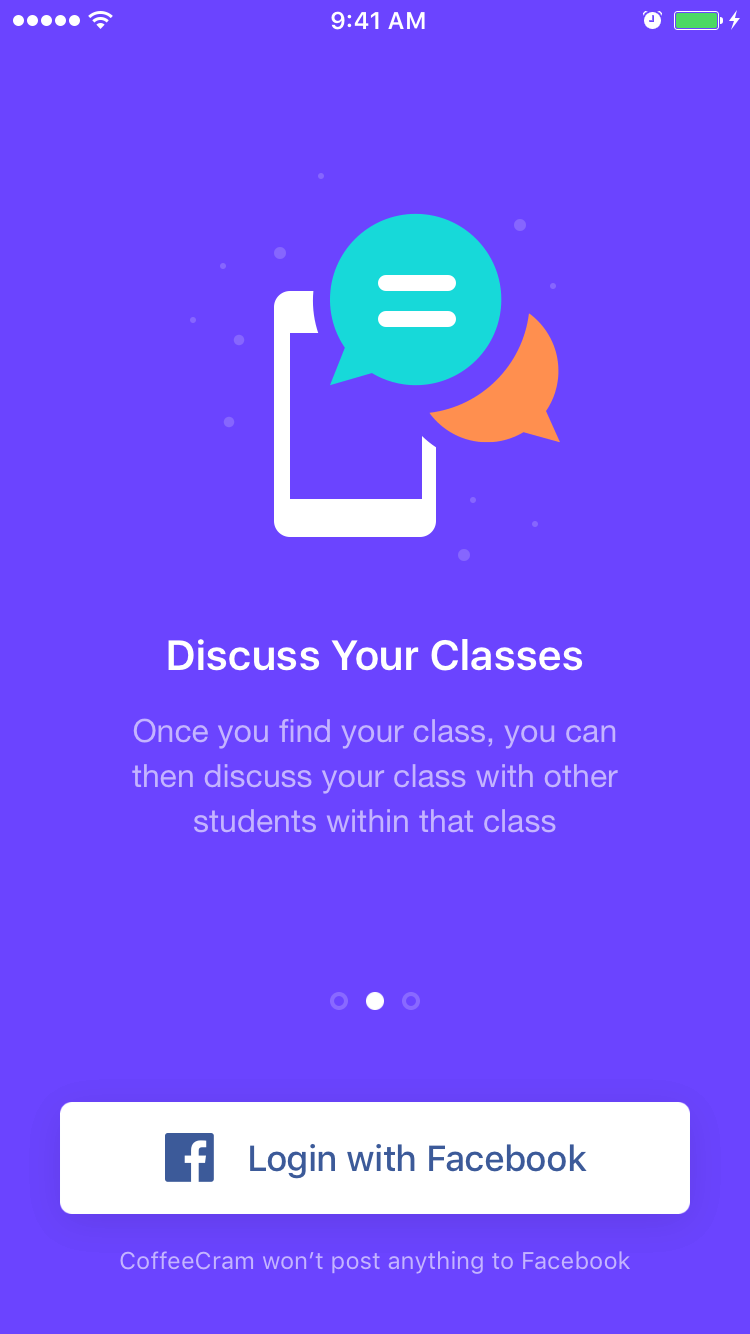 9:41 AM
Discuss Your Classes
Once you find your class, you can
then discuss your class with other
students within that class
Login with Facebook
CoffeeCram won’t post anything to Facebook